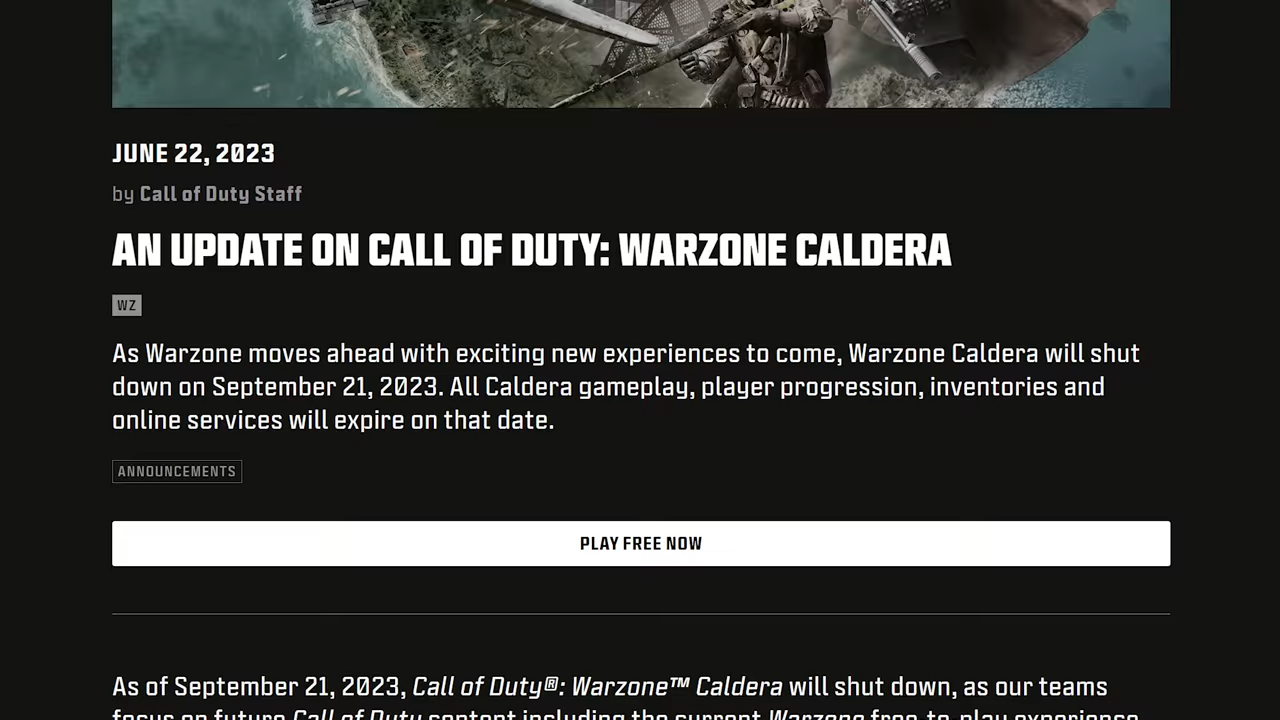 JUNE 22, 2023
by Call of Duty Staff
AN UPDATE ON CALL OF DUTY: WARZONE CALDERA
WZ
As Warzone moves ahead with exciting new experiences to come, Warzone Caldera will shut
down on September 21, 2023. All Caldera gameplay, player progression, inventories and
online services will expire on that date.
ANNOUNCEMENTS
PLAY FREE NOW
As of September 21, 2023, Call of Duty®: Warzone™ Caldera will shut down, as our teams
focus on future Call of Duty content including the current Warzone free-to-play experience.